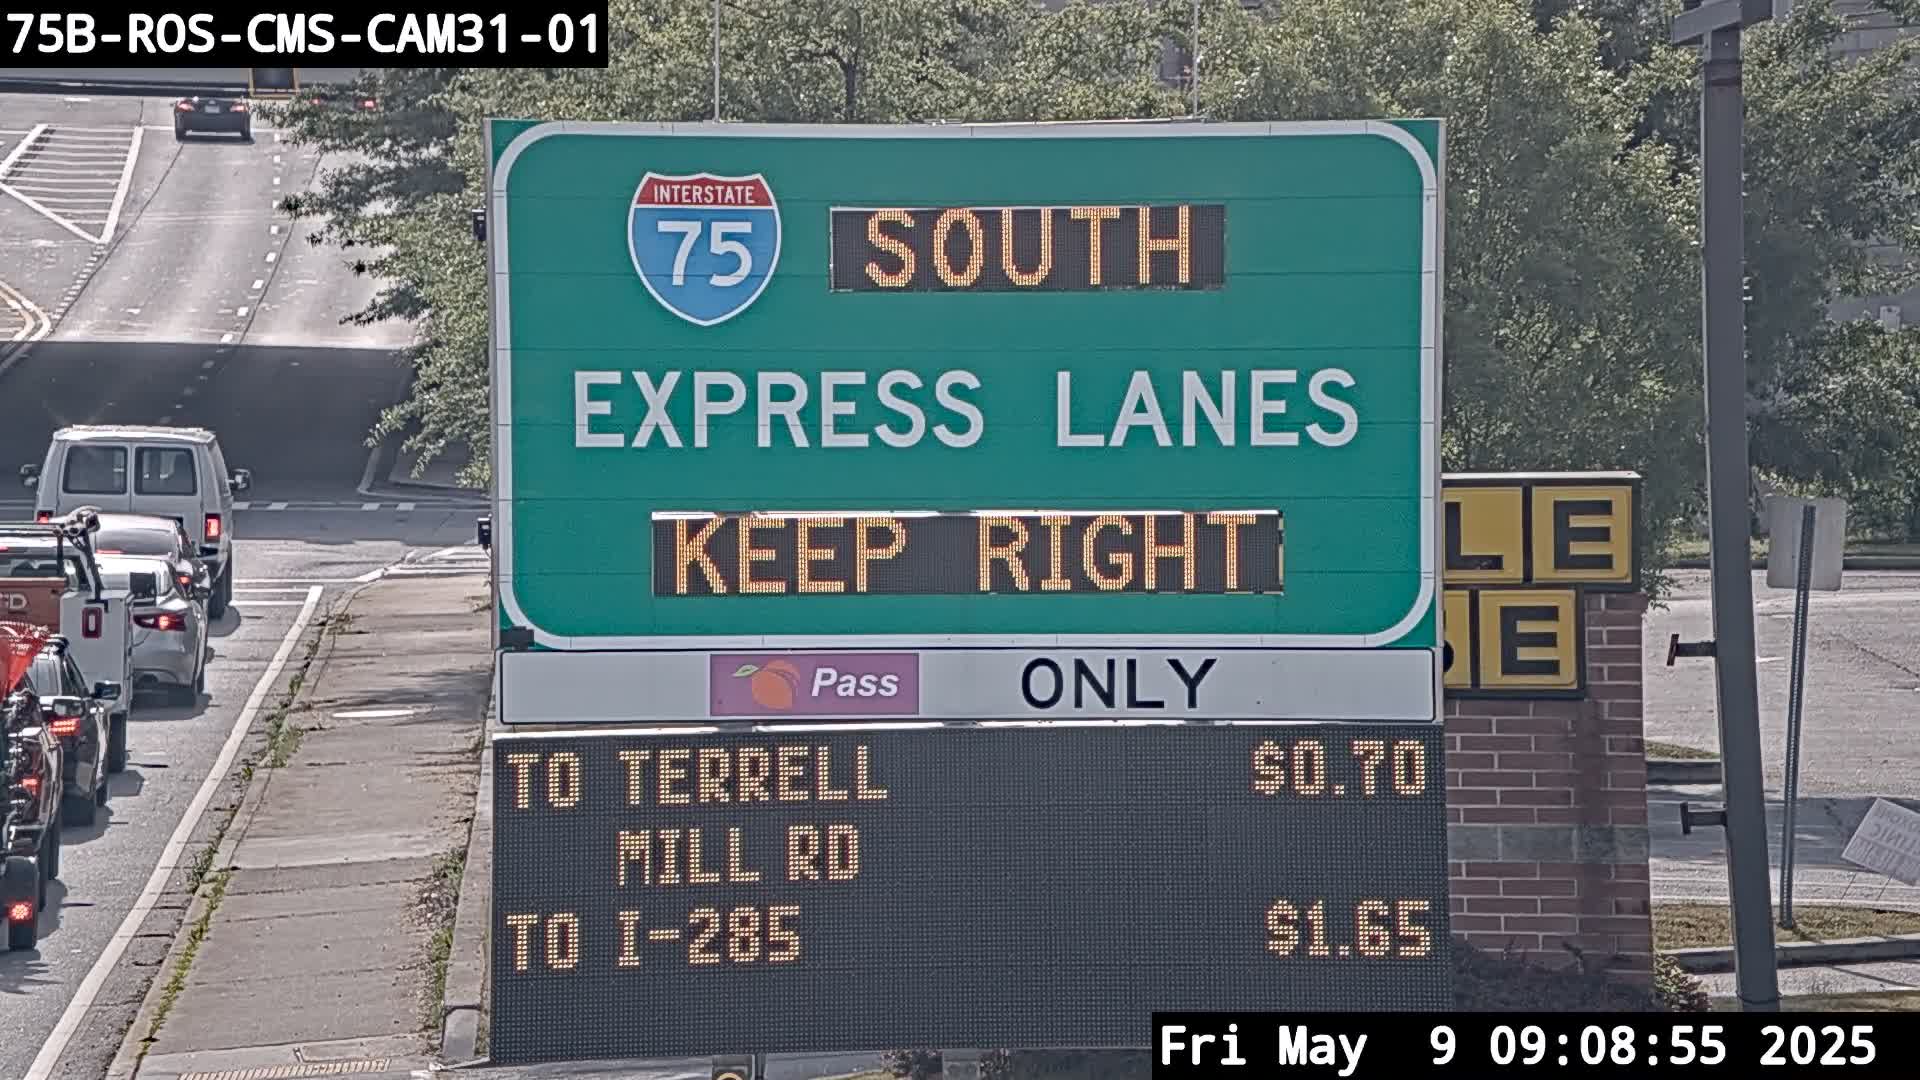 75B-ROS-CMS-CAM31-01
INTERSTATE
75
SOUTH
EXPRESS LANES
KEEP RIGHT
Pass ONLY
TO TERRELL $0.70
MILL RD
TO I-285 $1.65
LE
E
Fri May 9 09:08:55 2025